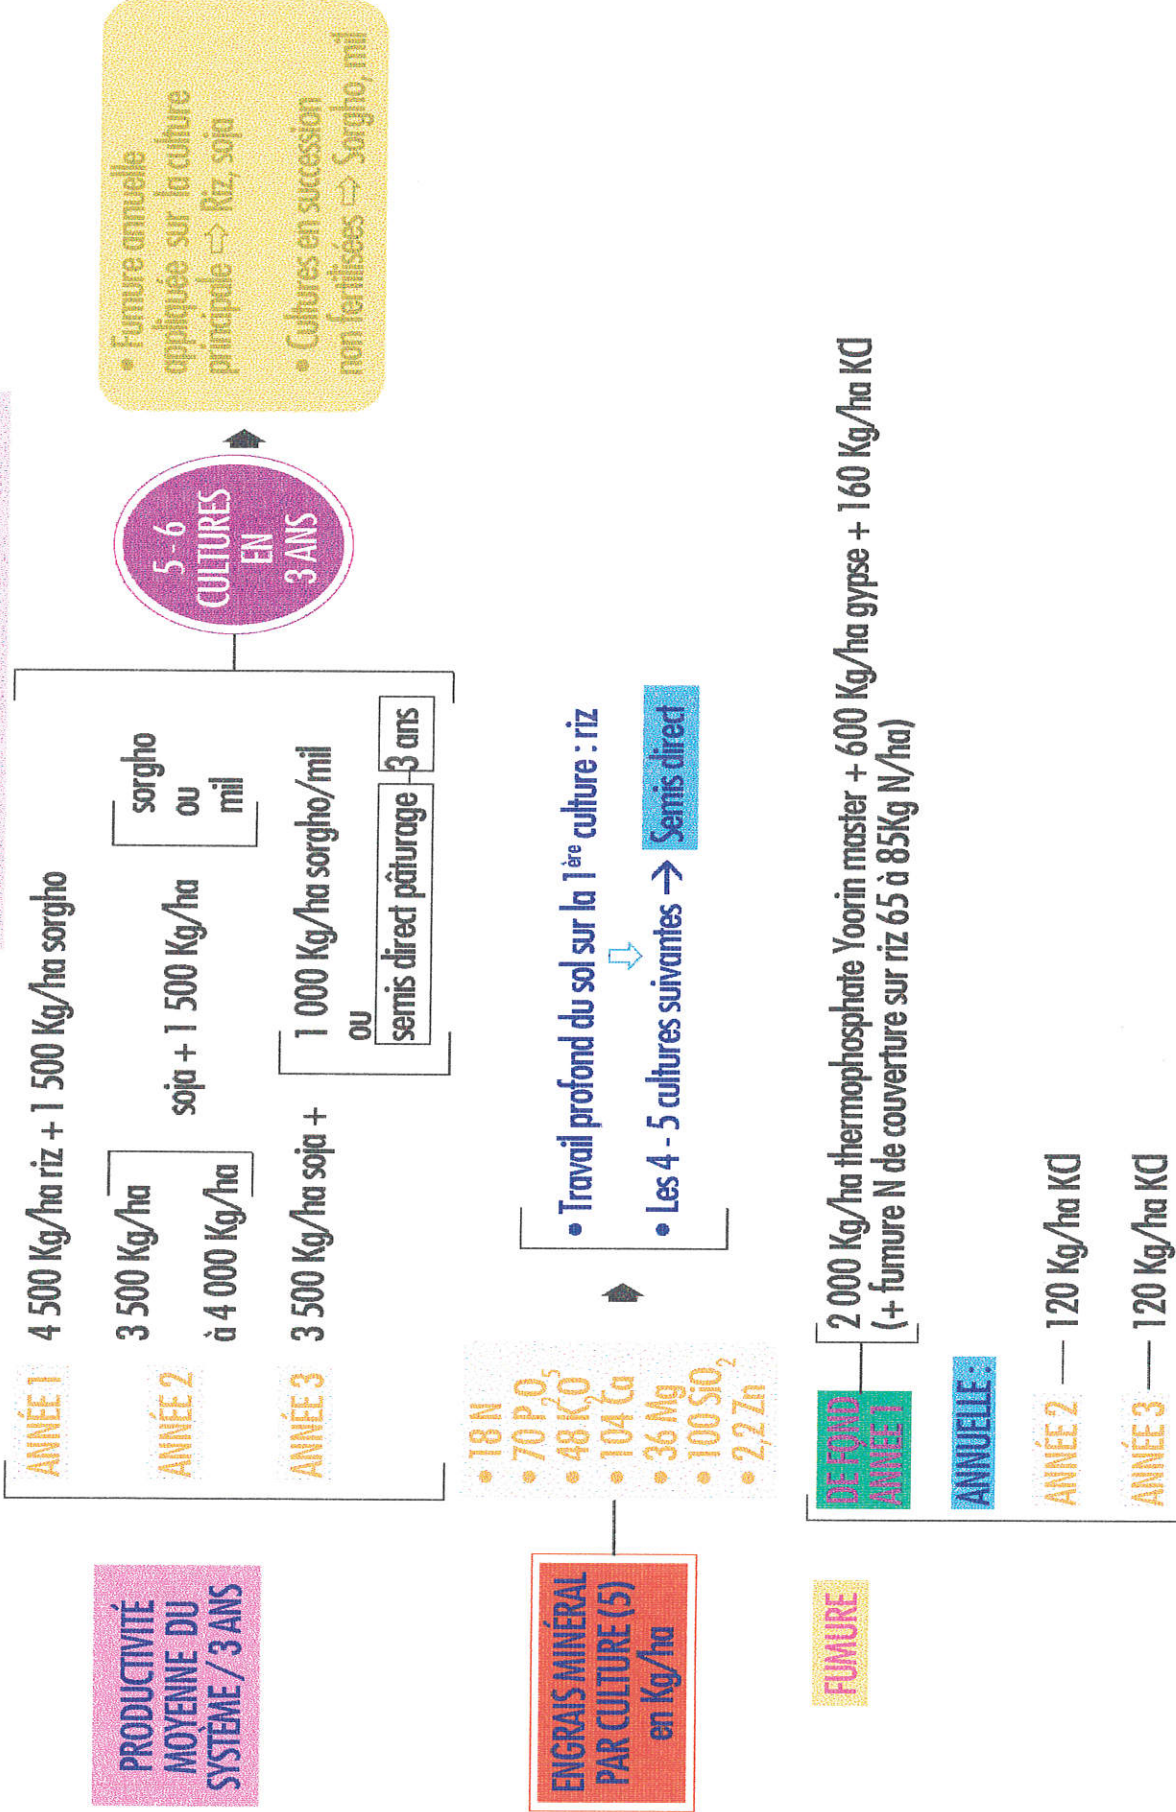 PRODUCTIVITÉ
MOYENNE DU
SYSTÈME / 3 ANS
ANNÉE 1
4 500 Kg/ha riz + 1 500 Kg/ha sorgho
ANNÉE 2
3 500 Kg/ha
à 4 000 Kg/ha
soja + 1 500 Kg/ha
sorgho
ou
mil
ANNÉE 3
3 500 Kg/ha soja +
1 000 Kg/ha sorgho/mil
ou
semis direct pâturage 3 ans
5 - 6
CULTURES
EN
3 ANS
• Fumure annuelle
appliquée sur la culture
principale ⇨ Riz, soja
• Cultures en succession
non fertilisées ⇨ Sorgho, mil
ENGRAIS MINÉRAL
PAR CULTURE (5)
en Kg/ha
• 18 N
• 70 P2O5
• 48 K2O
• 104 Ca
• 36 Mg
• 100 SiO2
• 2,2 Zn
• Travail profond du sol sur la 1ère culture : riz
• Les 4 - 5 cultures suivantes → Semis direct
FUMURE
DE FOND
ANNÉE 1
2 000 Kg/ha thermophosphate Yoorin master + 600 Kg/ha gypse + 160 Kg/ha KCl
(+ fumure N de couverture sur riz 65 à 85Kg N/ha)
ANNUELLE :
ANNÉE 2
120 Kg/ha KCl
ANNÉE 3
120 Kg/ha KCl